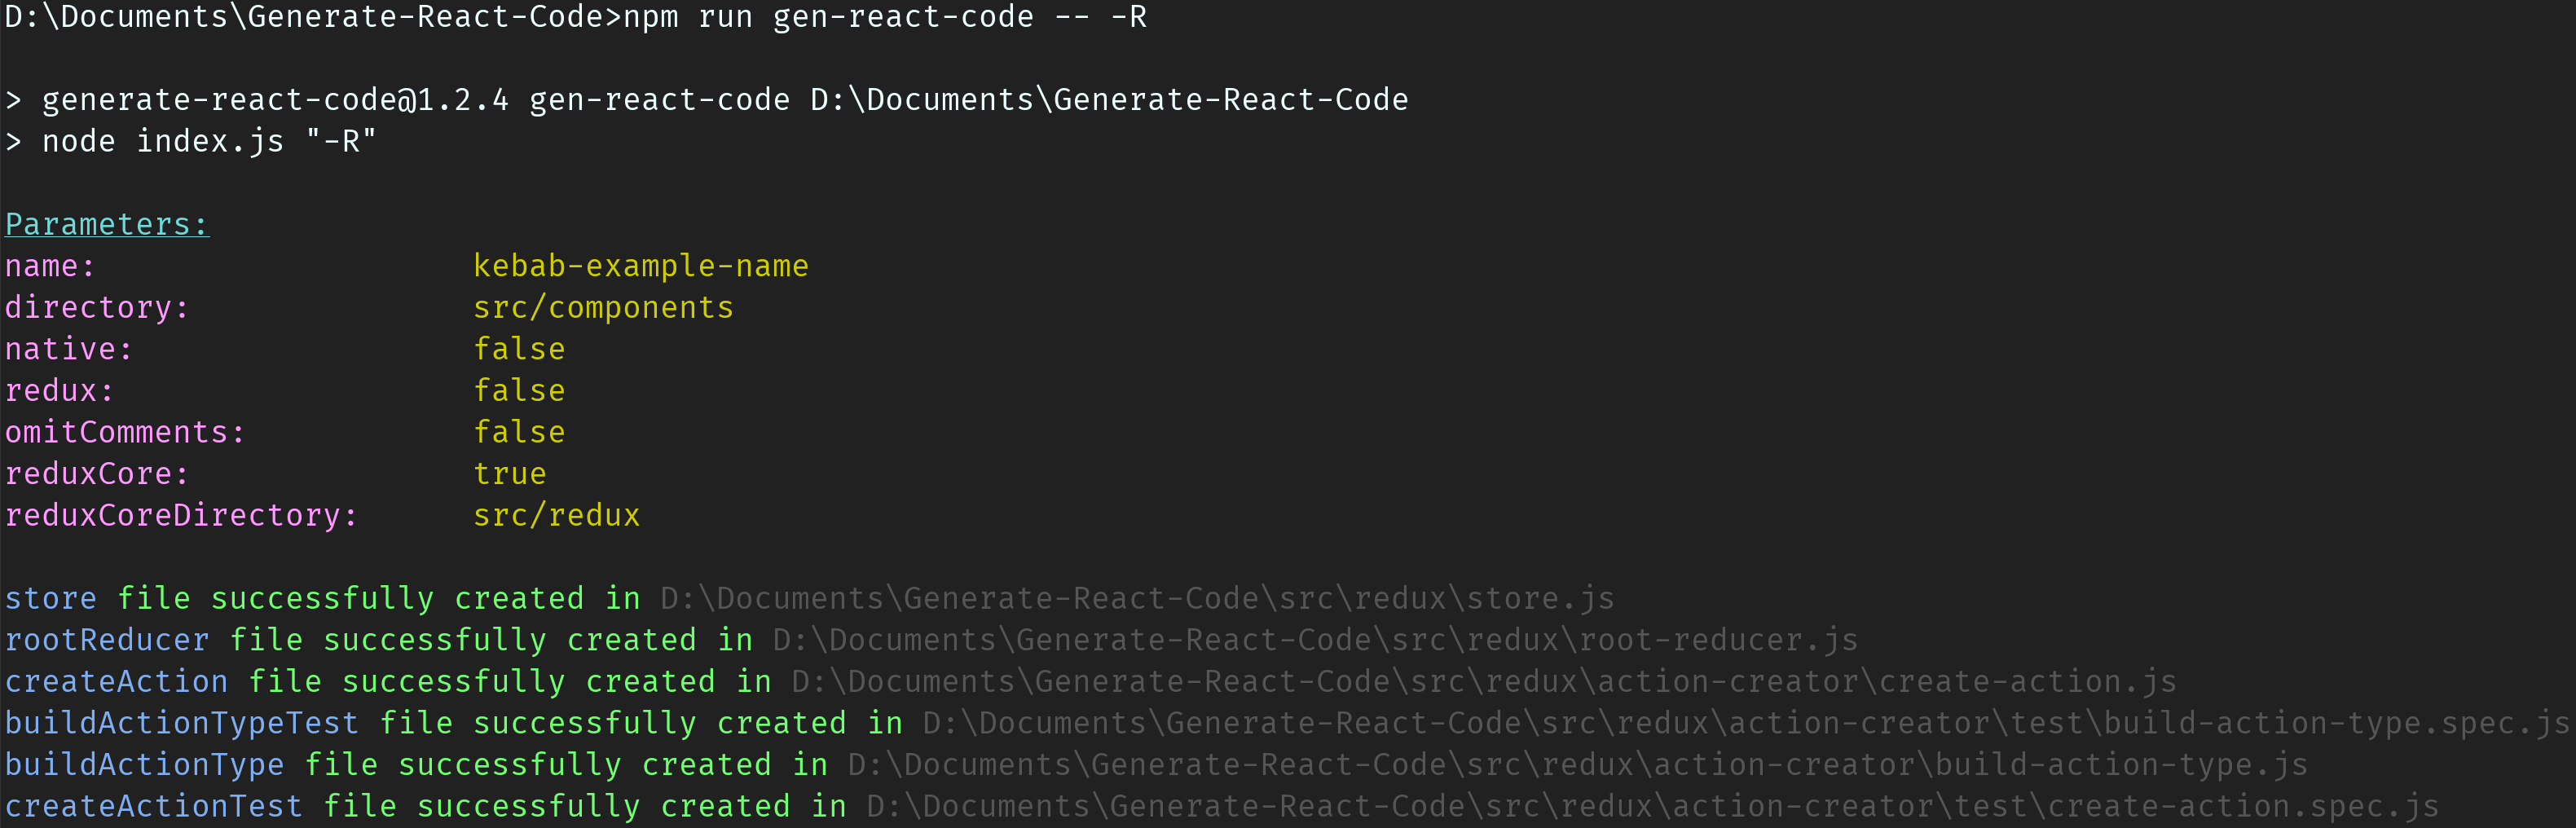 D:\Documents\Generate-React-Code>npm run gen-react-code -- -R
> generate-react-code@1.2.4 gen-react-code D:\Documents\Generate-React-Code
> node index.js "-R"
Parameters:
name: kebab-example-name
directory: src/components
native: false
redux: false
omitComments: false
reduxCore: true
reduxCoreDirectory: src/redux
store file successfully created in D:\Documents\Generate-React-Code\src\redux\store.js
rootReducer file successfully created in D:\Documents\Generate-React-Code\src\redux\root-reducer.js
createAction file successfully created in D:\Documents\Generate-React-Code\src\redux\action-creator\create-action.js
buildActionTypeTest file successfully created in D:\Documents\Generate-React-Code\src\redux\action-creator\test\build-action-type.spec.js
buildActionType file successfully created in D:\Documents\Generate-React-Code\src\redux\action-creator\build-action-type.js
createActionTest file successfully created in D:\Documents\Generate-React-Code\src\redux\action-creator\test\create-action.spec.js